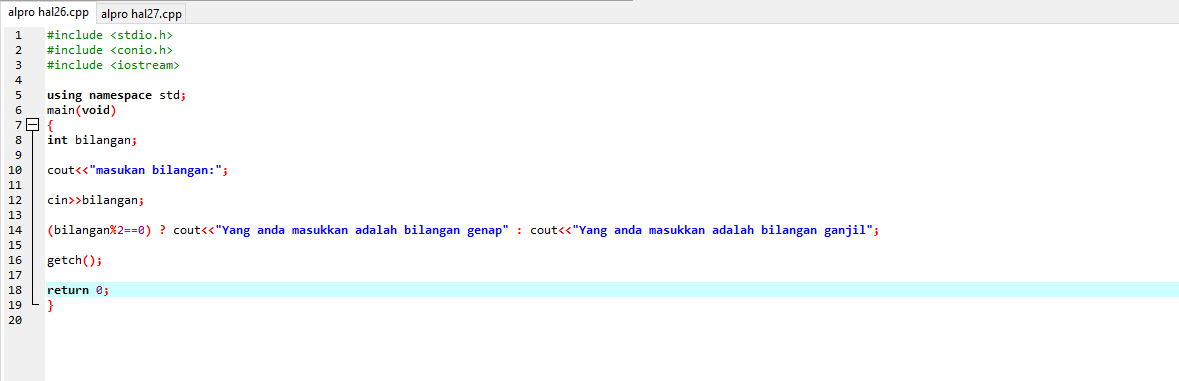 alpro hal26.cpp alpro hal27.cpp
1 #include <stdio.h>
2 #include <conio.h>
3 #include <iostream>
4
5 using namespace std;
6 main(void)
7 {
8 int bilangan;
9
10 cout<<"masukan bilangan:";
11
12 cin>>bilangan;
13
14 (bilangan%2==0) ? cout<<"Yang anda masukkan adalah bilangan genap" : cout<<"Yang anda masukkan adalah bilangan ganjil";
15
16 getch();
17
18 return 0;
19 }
20